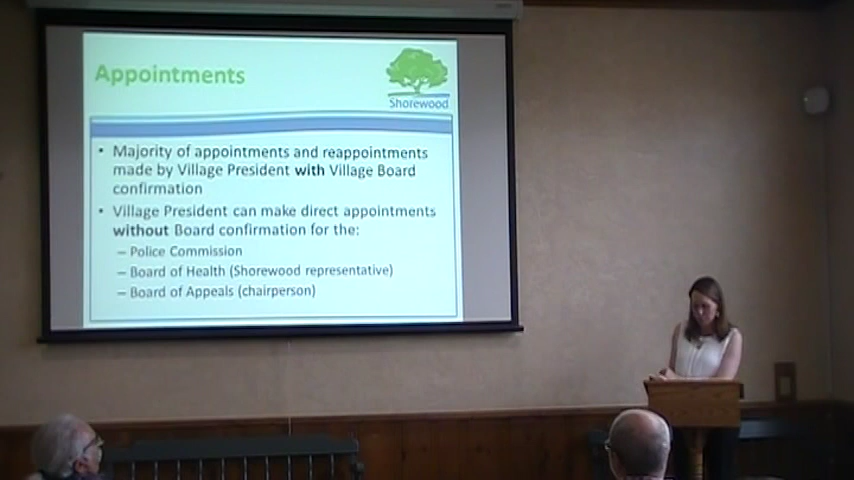 Appointments
Shorewood
• Majority of appointments and reappointments
made by Village President with Village Board
confirmation
• Village President can make direct appointments
without Board confirmation for the:
– Police Commission
– Board of Health (Shorewood representative)
– Board of Appeals (chairperson)